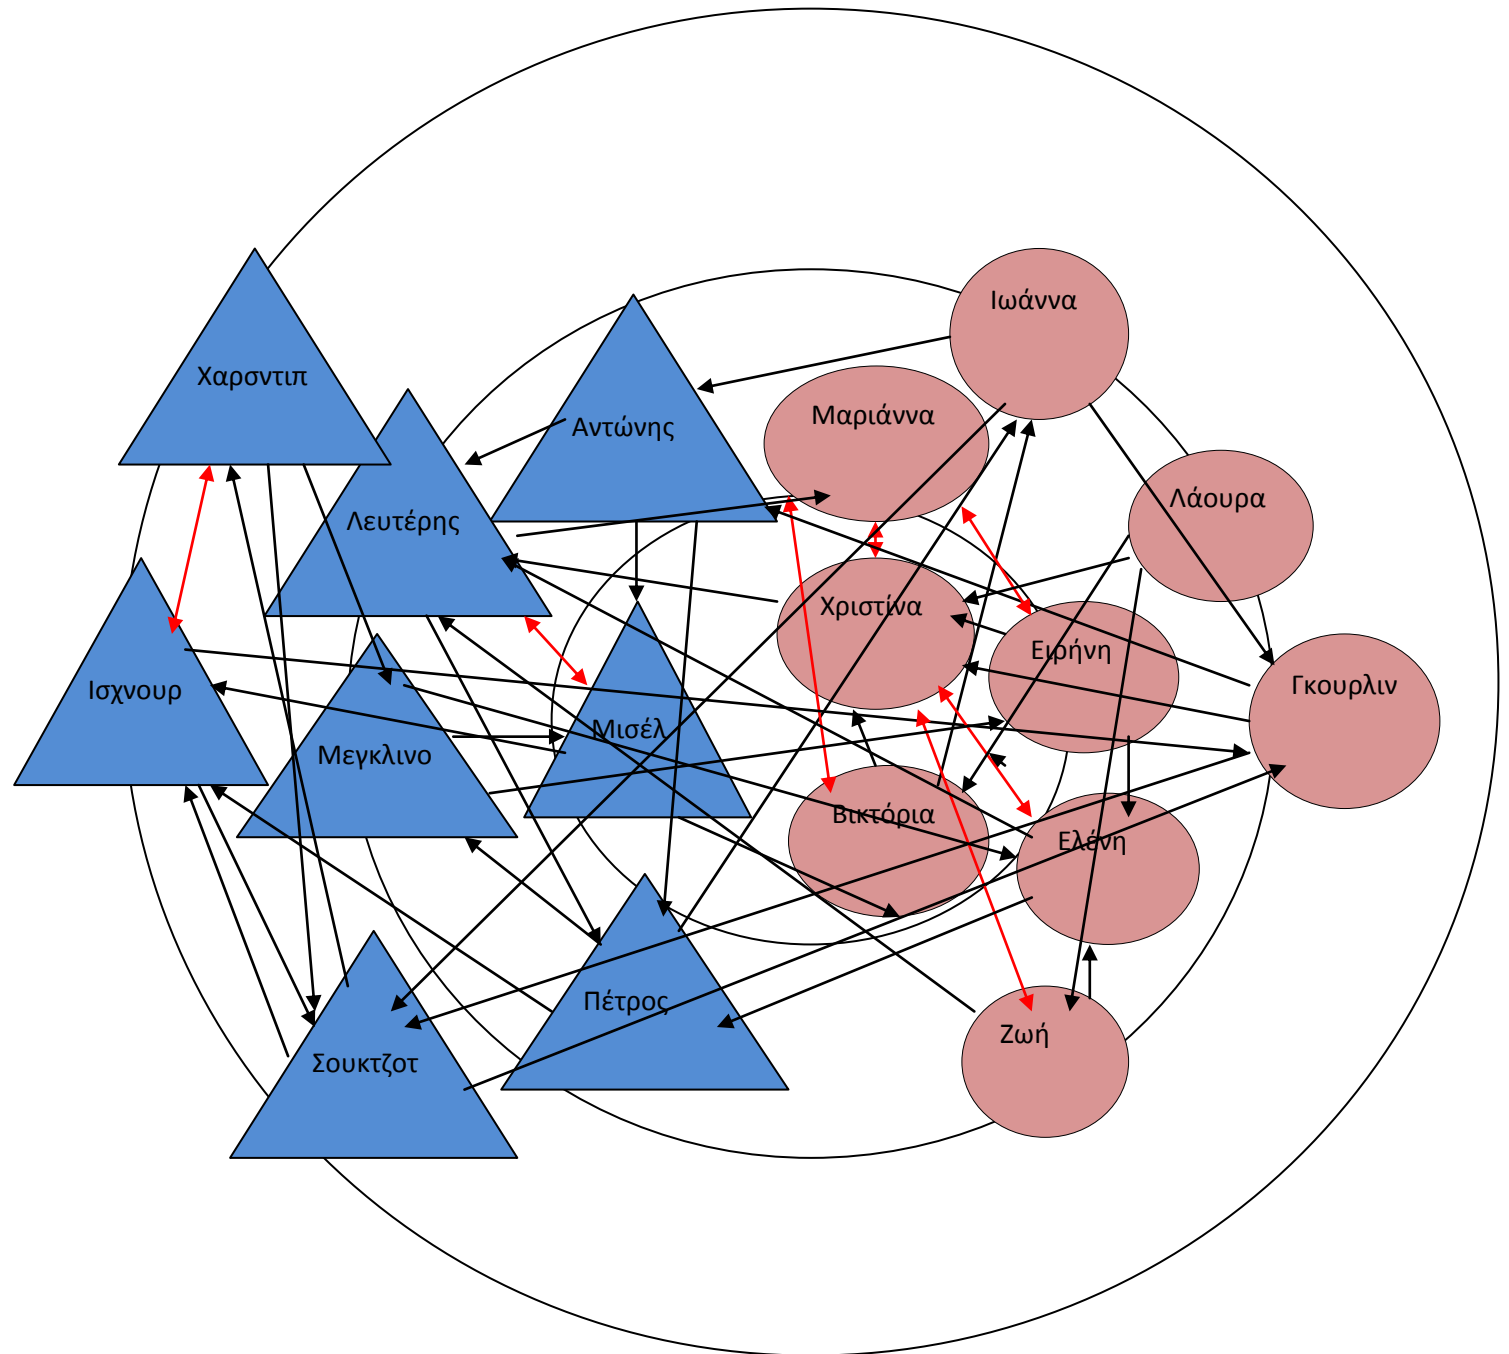 Ιωάννα
Χαρσντιπ
Μαριάννα
Αντώνης
Λάουρα
Λευτέρης
Χριστίνα
Ειρήνη
Γκουρλιν
Ισχνουρ
Μισέλ
Μεγκλινο
Βικτόρια
Ελένη
Πέτρος
Ζωή
Σουκτζοτ